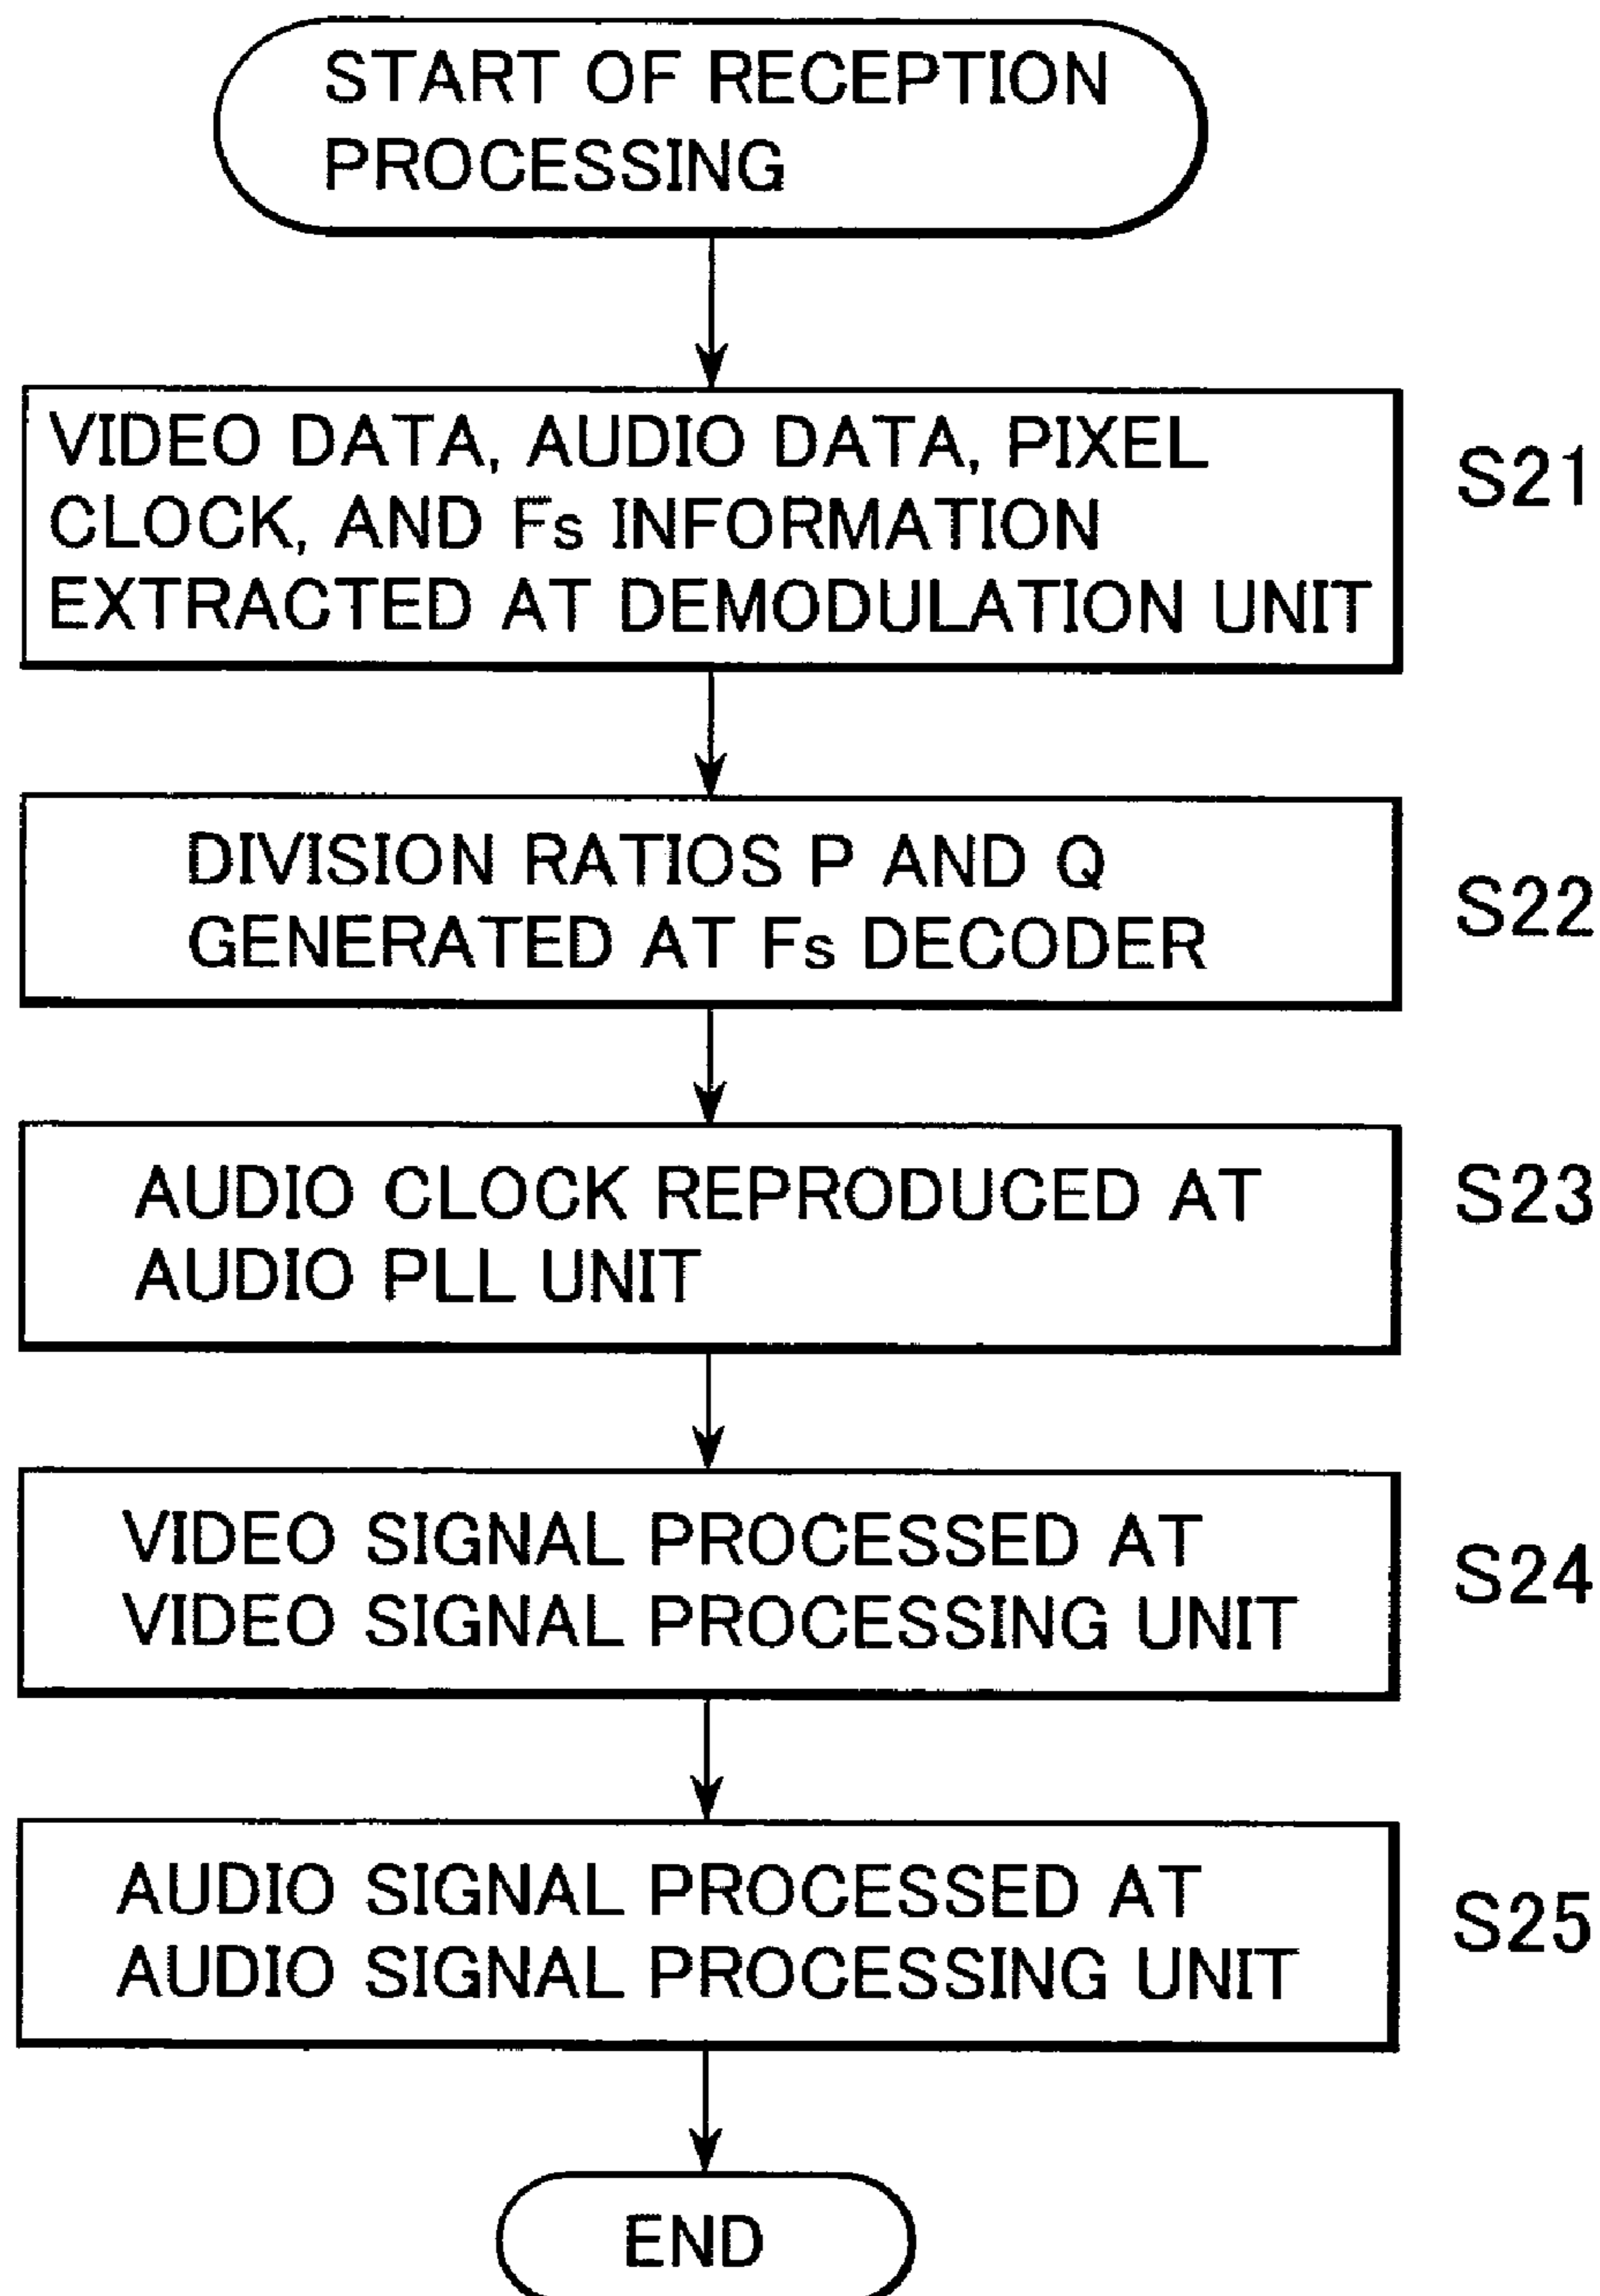 START OF RECEPTION
PROCESSING
VIDEO DATA, AUDIO DATA, PIXEL
CLOCK, AND Fs INFORMATION
EXTRACTED AT DEMODULATION UNIT
S21
DIVISION RATIOS P AND Q
GENERATED AT Fs DECODER
S22
AUDIO CLOCK REPRODUCED AT
AUDIO PLL UNIT
S23
VIDEO SIGNAL PROCESSED AT
VIDEO SIGNAL PROCESSING UNIT
S24
AUDIO SIGNAL PROCESSED AT
AUDIO SIGNAL PROCESSING UNIT
S25
END